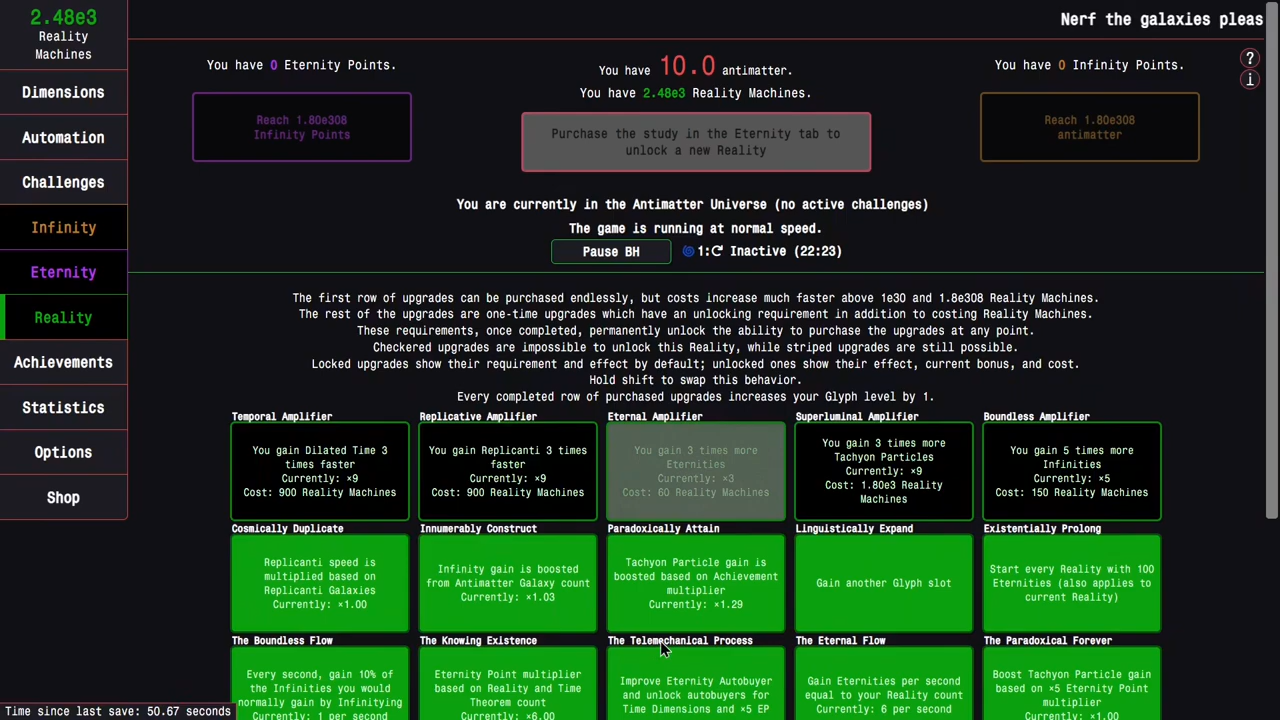 2.48e3
Reality
Machines
Dimensions
Automation
Challenges
Infinity
Eternity
Reality
Achievements
Statistics
Options
Shop
Nerf the galaxies pleas
You have 0 Eternity Points.
Reach 1.80e308
Infinity Points
You have 10.0 antimatter.
You have 2.48e3 Reality Machines.
Purchase the study in the Eternity tab to
unlock a new Reality
You have 0 Infinity Points.
Reach 1.80e308
antimatter
?
i
You are currently in the Antimatter Universe (no active challenges)
The game is running at normal speed.
Pause BH
1: Inactive (22:23)
The first row of upgrades can be purchased endlessly, but costs increase much faster above 1e30 and 1.8e308 Reality Machines.
The rest of the upgrades are one-time upgrades which have an unlocking requirement in addition to costing Reality Machines.
These requirements, once completed, permanently unlock the ability to purchase the upgrades at any point.
Checkered upgrades are impossible to unlock this Reality, while striped upgrades are still possible.
Locked upgrades show their requirement and effect by default; unlocked ones show their effect, current bonus, and cost.
Hold shift to swap this behavior.
Every completed row of purchased upgrades increases your Glyph level by 1.
Temporal Amplifier
You gain Dilated Time 3
times faster
Currently: ×9
Cost: 900 Reality Machines
Replicative Amplifier
You gain Replicanti 3 times
faster
Currently: ×9
Cost: 900 Reality Machines
Eternal Amplifier
You gain 3 times more
Eternities
Currently: ×3
Cost: 60 Reality Machines
Superluminal Amplifier
You gain 3 times more
Tachyon Particles
Currently: ×9
Cost: 1.80e3 Reality
Machines
Boundless Amplifier
You gain 5 times more
Infinities
Currently: ×5
Cost: 150 Reality Machines
Cosmically Duplicate
Replicanti speed is
multiplied based on
Replicanti Galaxies
Currently: ×1.00
Innumerably Construct
Infinity gain is boosted
from Antimatter Galaxy count
Currently: ×1.03
Paradoxically Attain
Tachyon Particle gain is
boosted based on Achievement
multiplier
Currently: ×1.29
Linguistically Expand
Gain another Glyph slot
Existentially Prolong
Start every Reality with 100
Eternities (also applies to
current Reality)
The Boundless Flow
Every second, gain 10% of
the Infinities you would
normally gain by Infinitying
Currently: 1 per second
The Knowing Existence
Eternity Point multiplier
based on Reality and Time
Theorem count
Currently: ×6.00
The Telemechanical Process
Improve Eternity Autobuyer
and unlock autobuyers for
Time Dimensions and ×5 EP
The Eternal Flow
Gain Eternities per second
equal to your Reality count
Currently: 6 per second
The Paradoxical Forever
Boost Tachyon Particle gain
based on ×5 Eternity Point
multiplier
Currently: ×1.00
Time since last save: 50.67 seconds